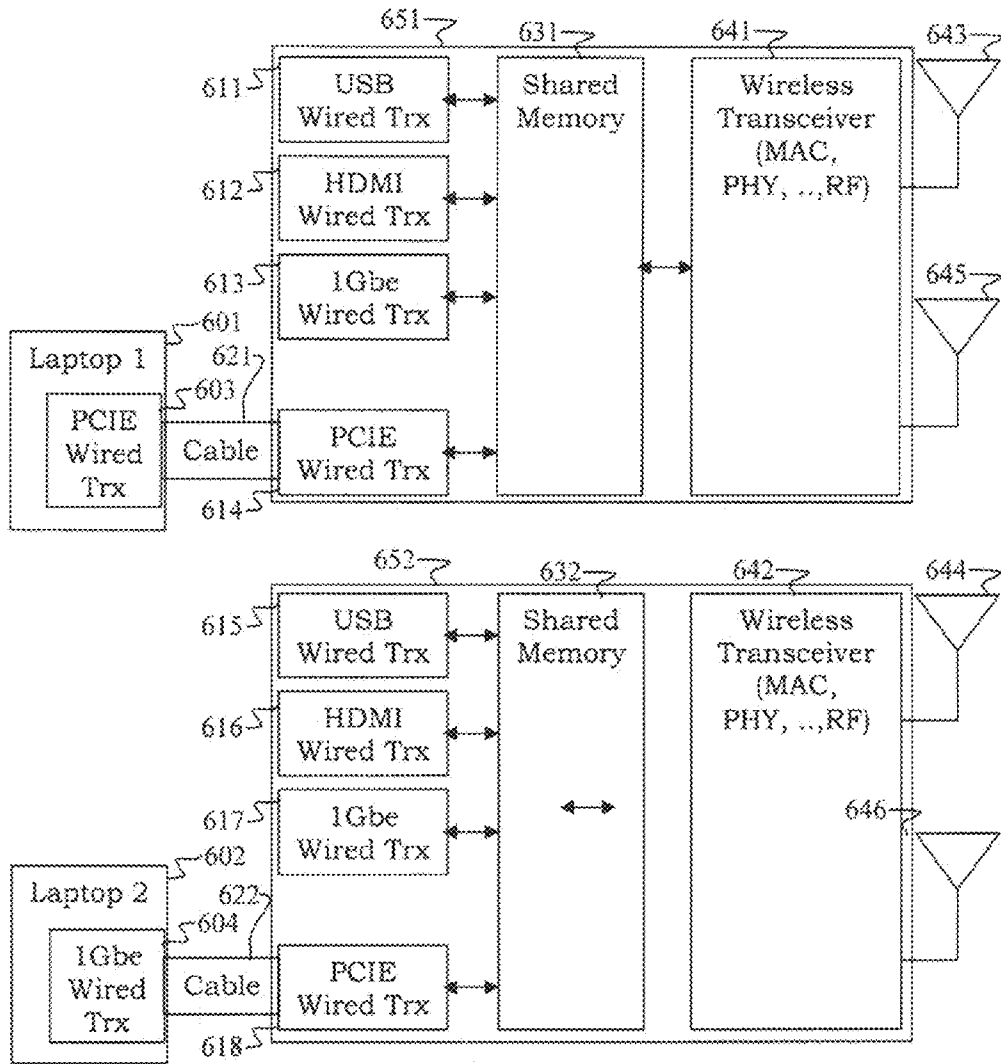 651
631
641
643
611
USB
Wired Trx
Shared
Memory
Wireless
Transceiver
(MAC,
PHY, ..,RF)
612
HDMI
Wired Trx
613
1Gbe
Wired Trx
645
601
Laptop 1
603
621
PCIE
Wired
Trx
Cable
PCIE
Wired Trx
614
652
632
642
644
615
USB
Wired Trx
Shared
Memory
Wireless
Transceiver
(MAC,
PHY, ..,RF)
616
HDMI
Wired Trx
617
1Gbe
Wired Trx
646
602
Laptop 2
604
622
1Gbe
Wired
Trx
Cable
PCIE
Wired Trx
618